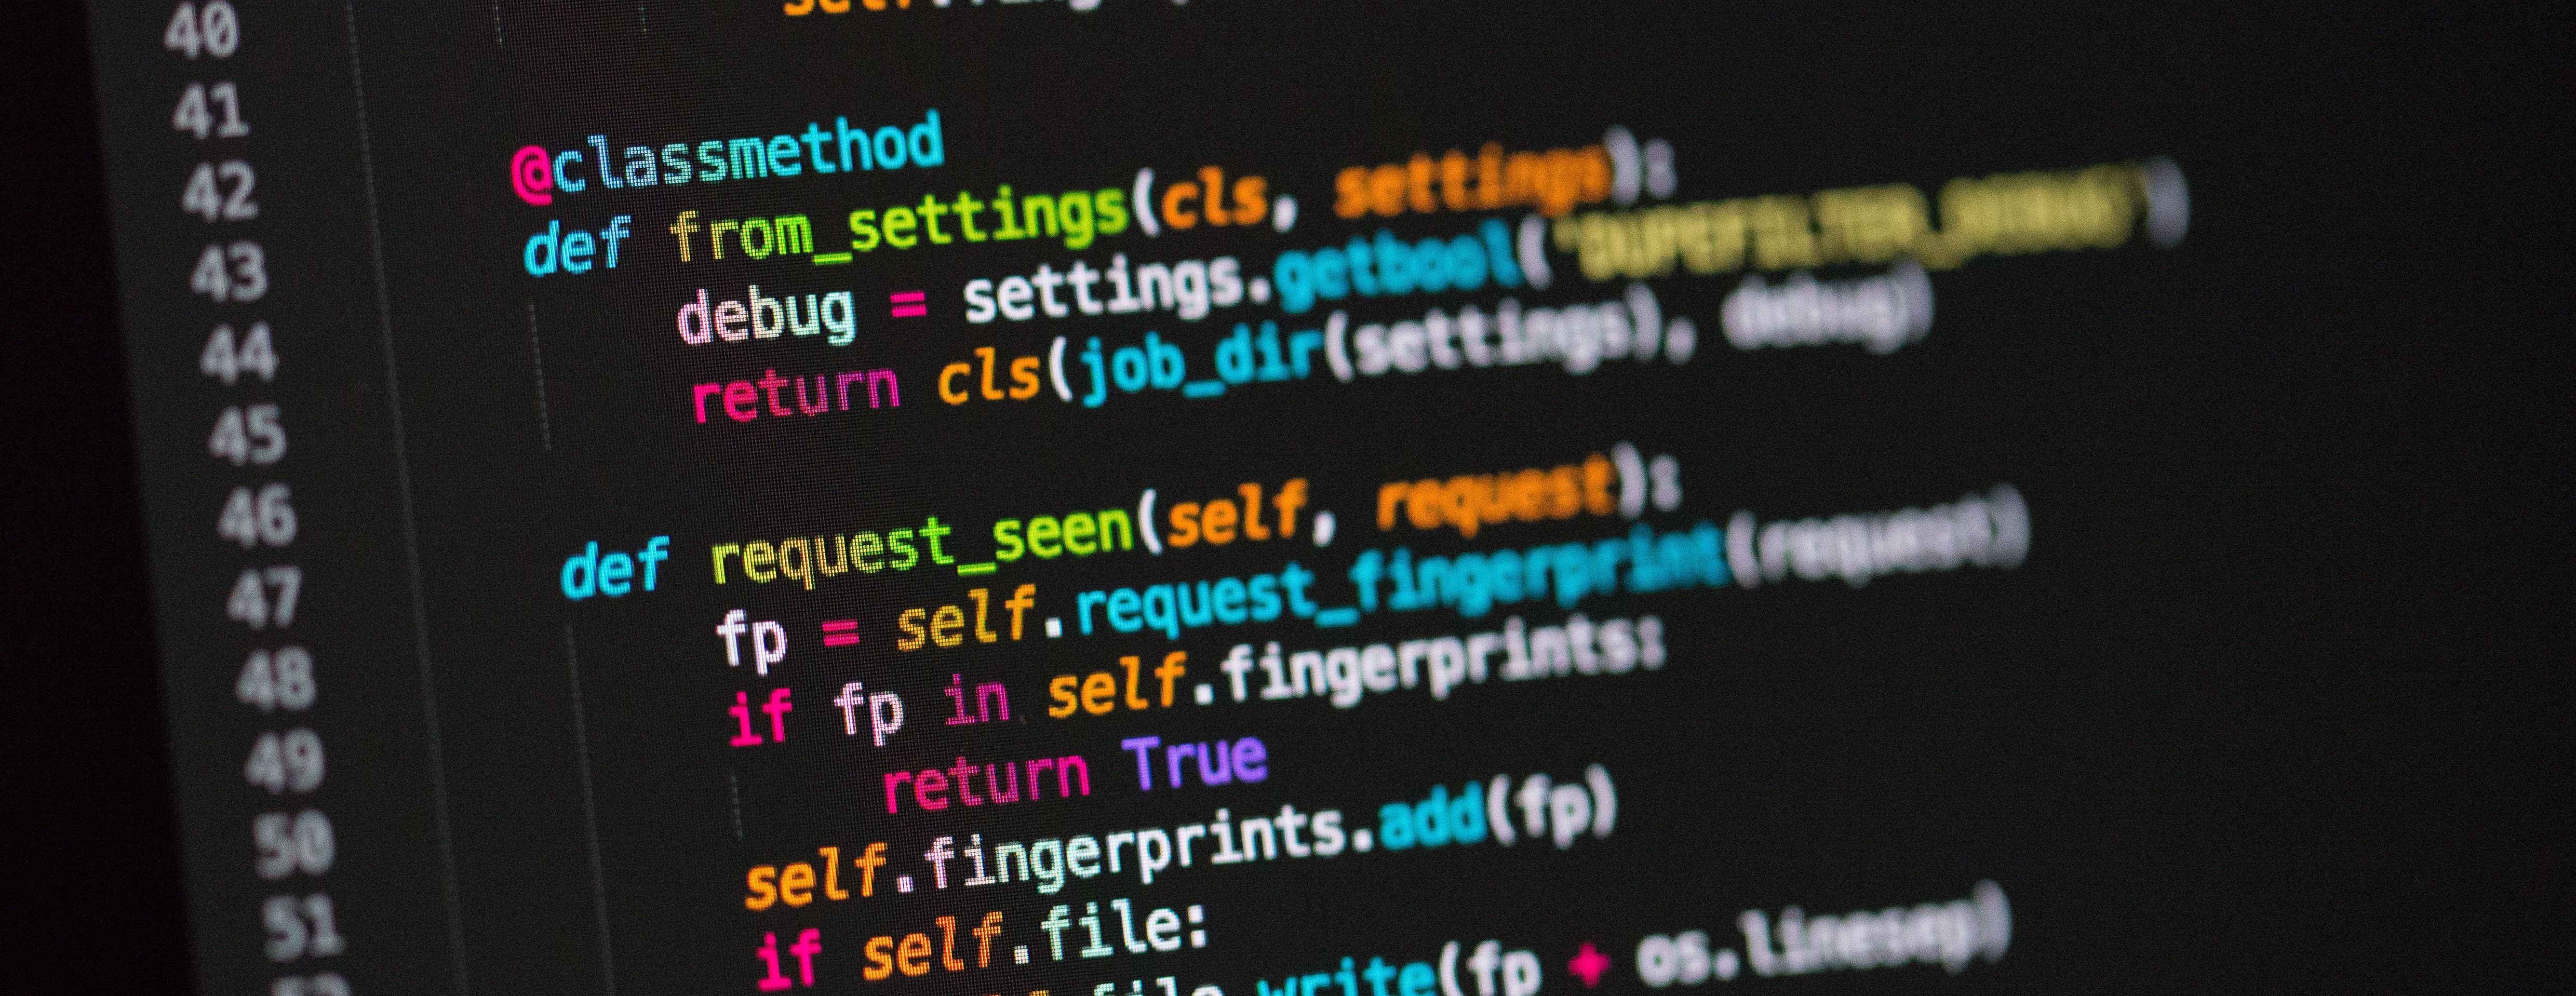 40
41
42 @classmethod
43 def from_settings(cls, settings):
44 debug = settings.getbool('DUPEFILTER_DEBUG')
45 return cls(job_dir(settings), debug)
46
47 def request_seen(self, request):
48 fp = self.request_fingerprint(request)
49 if fp in self.fingerprints:
50 return True
51 self.fingerprints.add(fp)
52 if self.file:
file.write(fp + os.linesep)